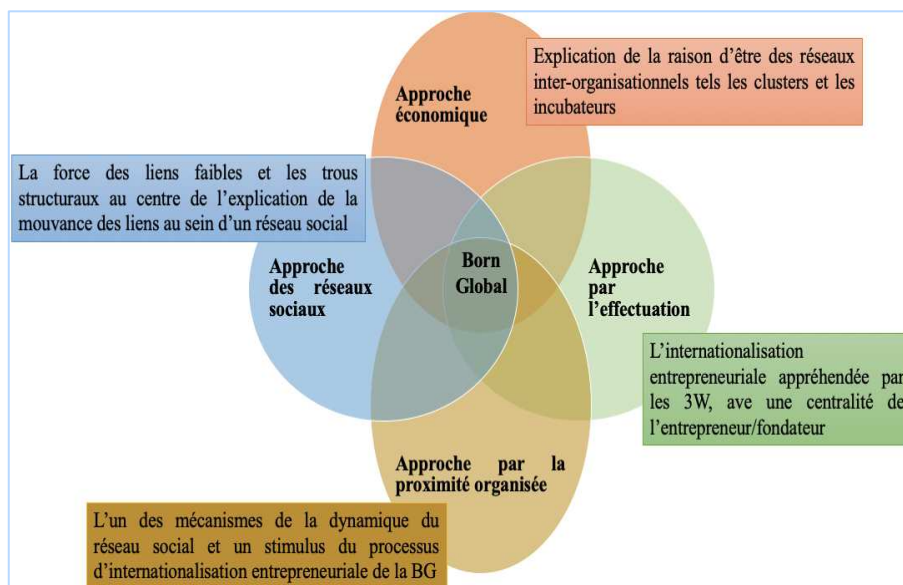 Explication de la raison d’être des réseaux
inter-organisationnels tels les clusters et les
incubateurs
Approche
économique
La force des liens faibles et les trous
structuraux au centre de l’explication de la
mouvance des liens au sein d’un réseau social
Approche
des réseaux
sociaux
Born
Global
Approche
par
l’effectuation
L’internationalisation
entrepreneuriale appréhendée par
les 3W, ave une centralité de
l’entrepreneur/fondateur
Approche par la
proximité organisée
L’un des mécanismes de la dynamique du
réseau social et un stimulus du processus
d’internationalisation entrepreneuriale de la BG